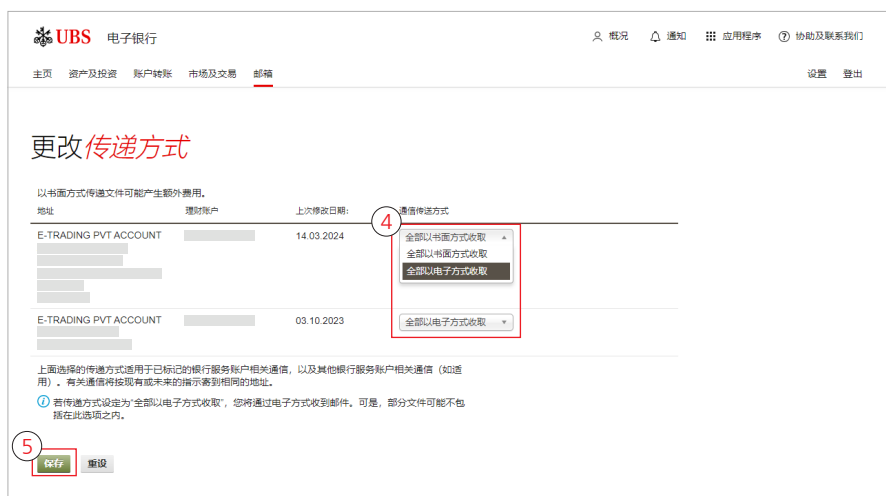 UBS 电子银行
概况 通知 应用程序 协助及联系我们
主页 资产及投资 账户转账 市场及交易 邮箱 设置 登出
更改传递方式
以书面方式传递文件可能产生额外费用。
地址 理财账户 上次修改日期: 通信传送方式
4
E-TRADING PVT ACCOUNT 14.03.2024 全部以书面方式收取
全部以书面方式收取
全部以电子方式收取
E-TRADING PVT ACCOUNT 03.10.2023 全部以电子方式收取
上面选择的传递方式适用于已标记的银行服务账户相关通信，以及其他银行服务账户相关通信（如适
用）。有关通信将按现有或未来的指示寄到相同的地址。
若传递方式设定为“全部以电子方式收取”，您将通过电子方式收到邮件。可是，部分文件可能不包
括在此选项之内。
5
保存 重设